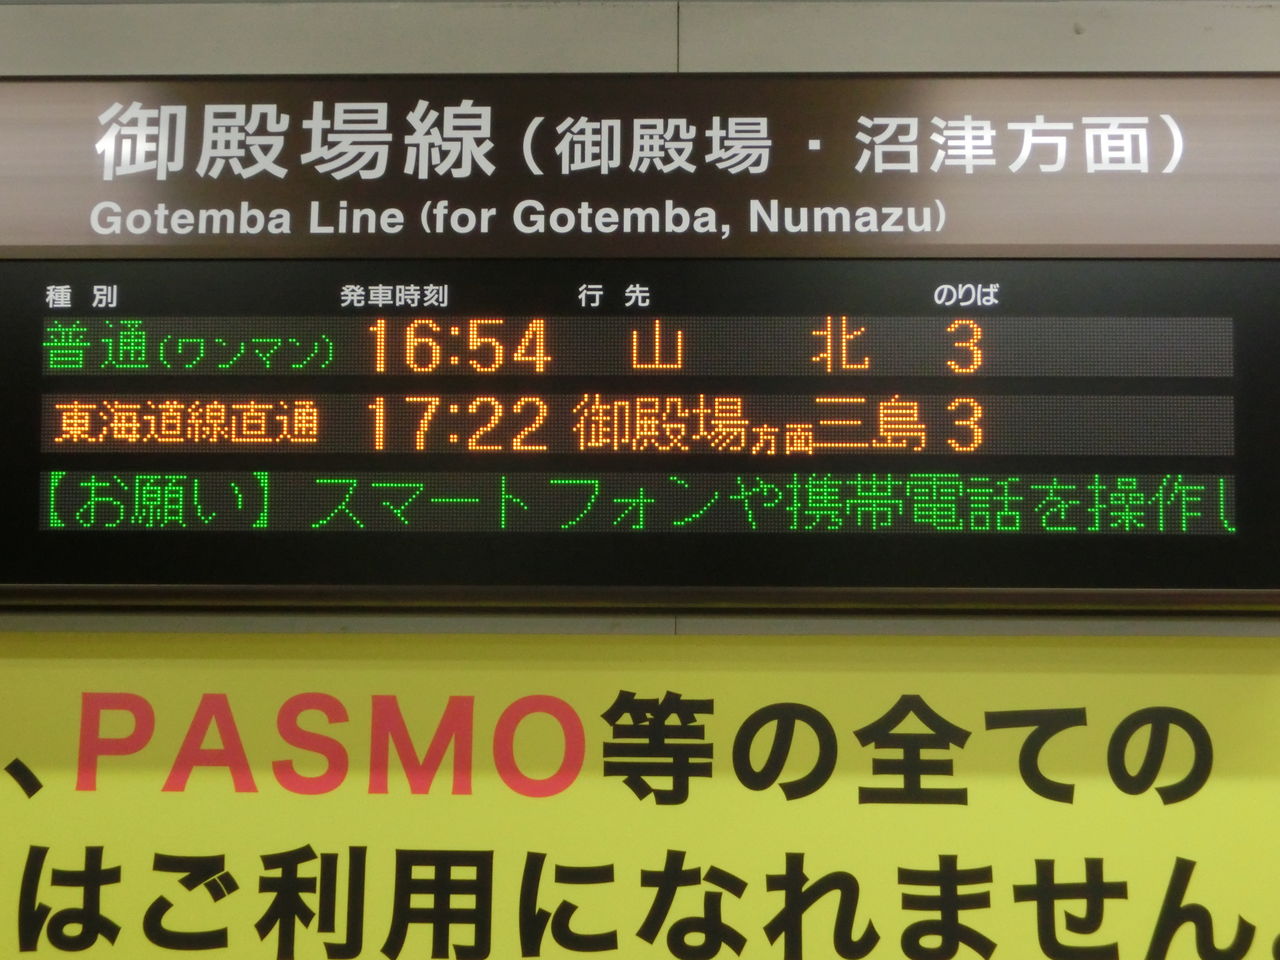 御殿場線(御殿場・沼津方面)
Gotemba Line (for Gotemba, Numazu)
種別 発車時刻 行先 のりば
普通(ワンマン) 16:54 山北 3
東海道線直通 17:22 御殿場方面三島 3
【お願い】スマートフォンや携帯電話を操作し
、PASMO等の全ての
はご利用になれません。